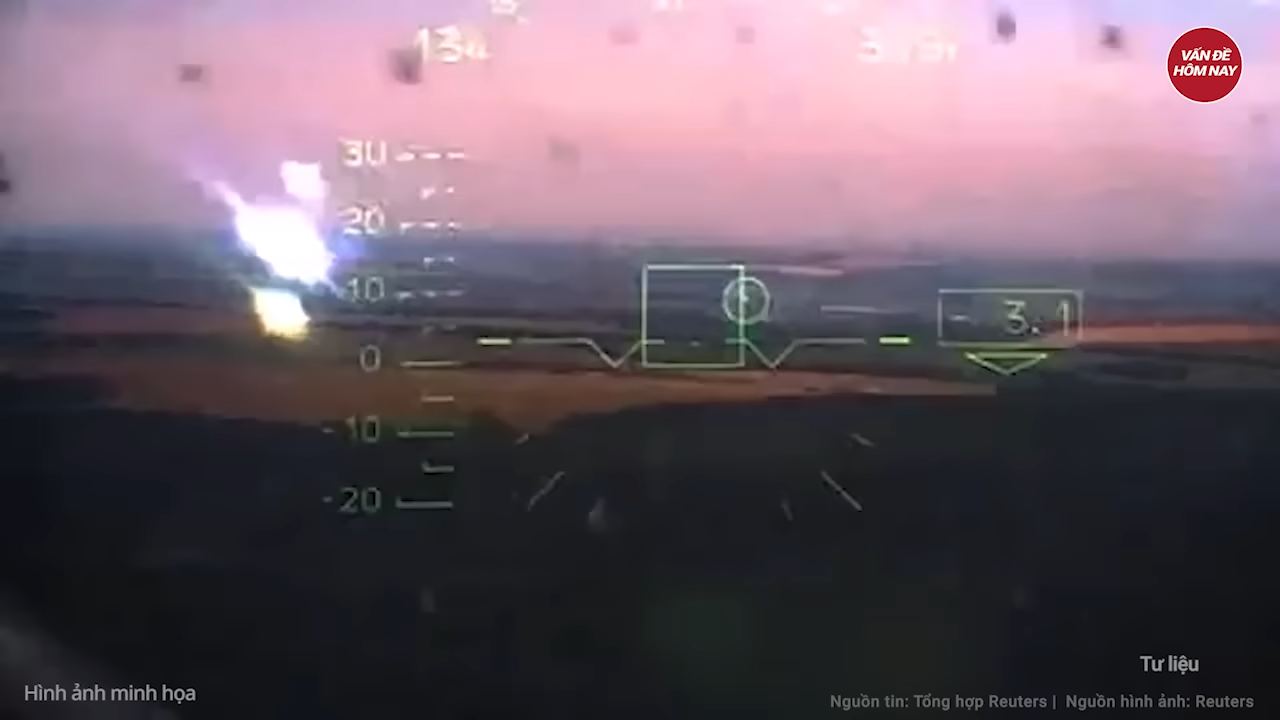 VẤN ĐỀ
HÔM NAY
30
20
10
0
-10
-20
- 3.1
Tư liệu
Hình ảnh minh họa
Nguồn tin: Tổng hợp Reuters | Nguồn hình ảnh: Reuters